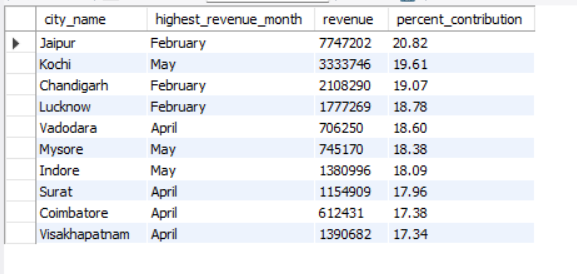 city_name highest_revenue_month revenue percent_contribution
Jaipur February 7747202 20.82
Kochi May 3333746 19.61
Chandigarh February 2108290 19.07
Lucknow February 1777269 18.78
Vadodara April 706250 18.60
Mysore May 745170 18.38
Indore May 1380996 18.09
Surat April 1154909 17.96
Coimbatore April 612431 17.38
Visakhapatnam April 1390682 17.34